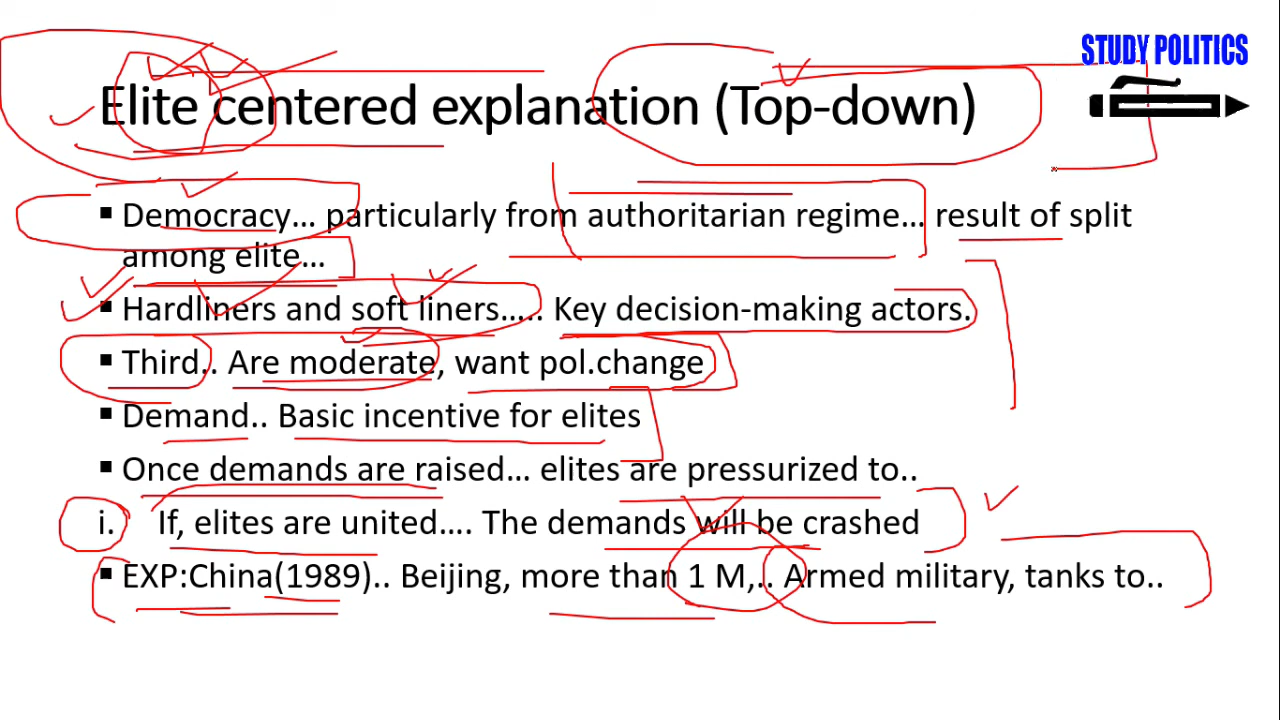 STUDY POLITICS
Elite centered explanation (Top-down)
▪ Democracy… particularly from authoritarian regime… result of split
among elite…
▪ Hardliners and soft liners….. Key decision-making actors.
▪ Third.. Are moderate, want pol.change
▪ Demand.. Basic incentive for elites
▪ Once demands are raised… elites are pressurized to..
i. If, elites are united…. The demands will be crashed
▪ EXP:China(1989).. Beijing, more than 1 M,.. Armed military, tanks to..